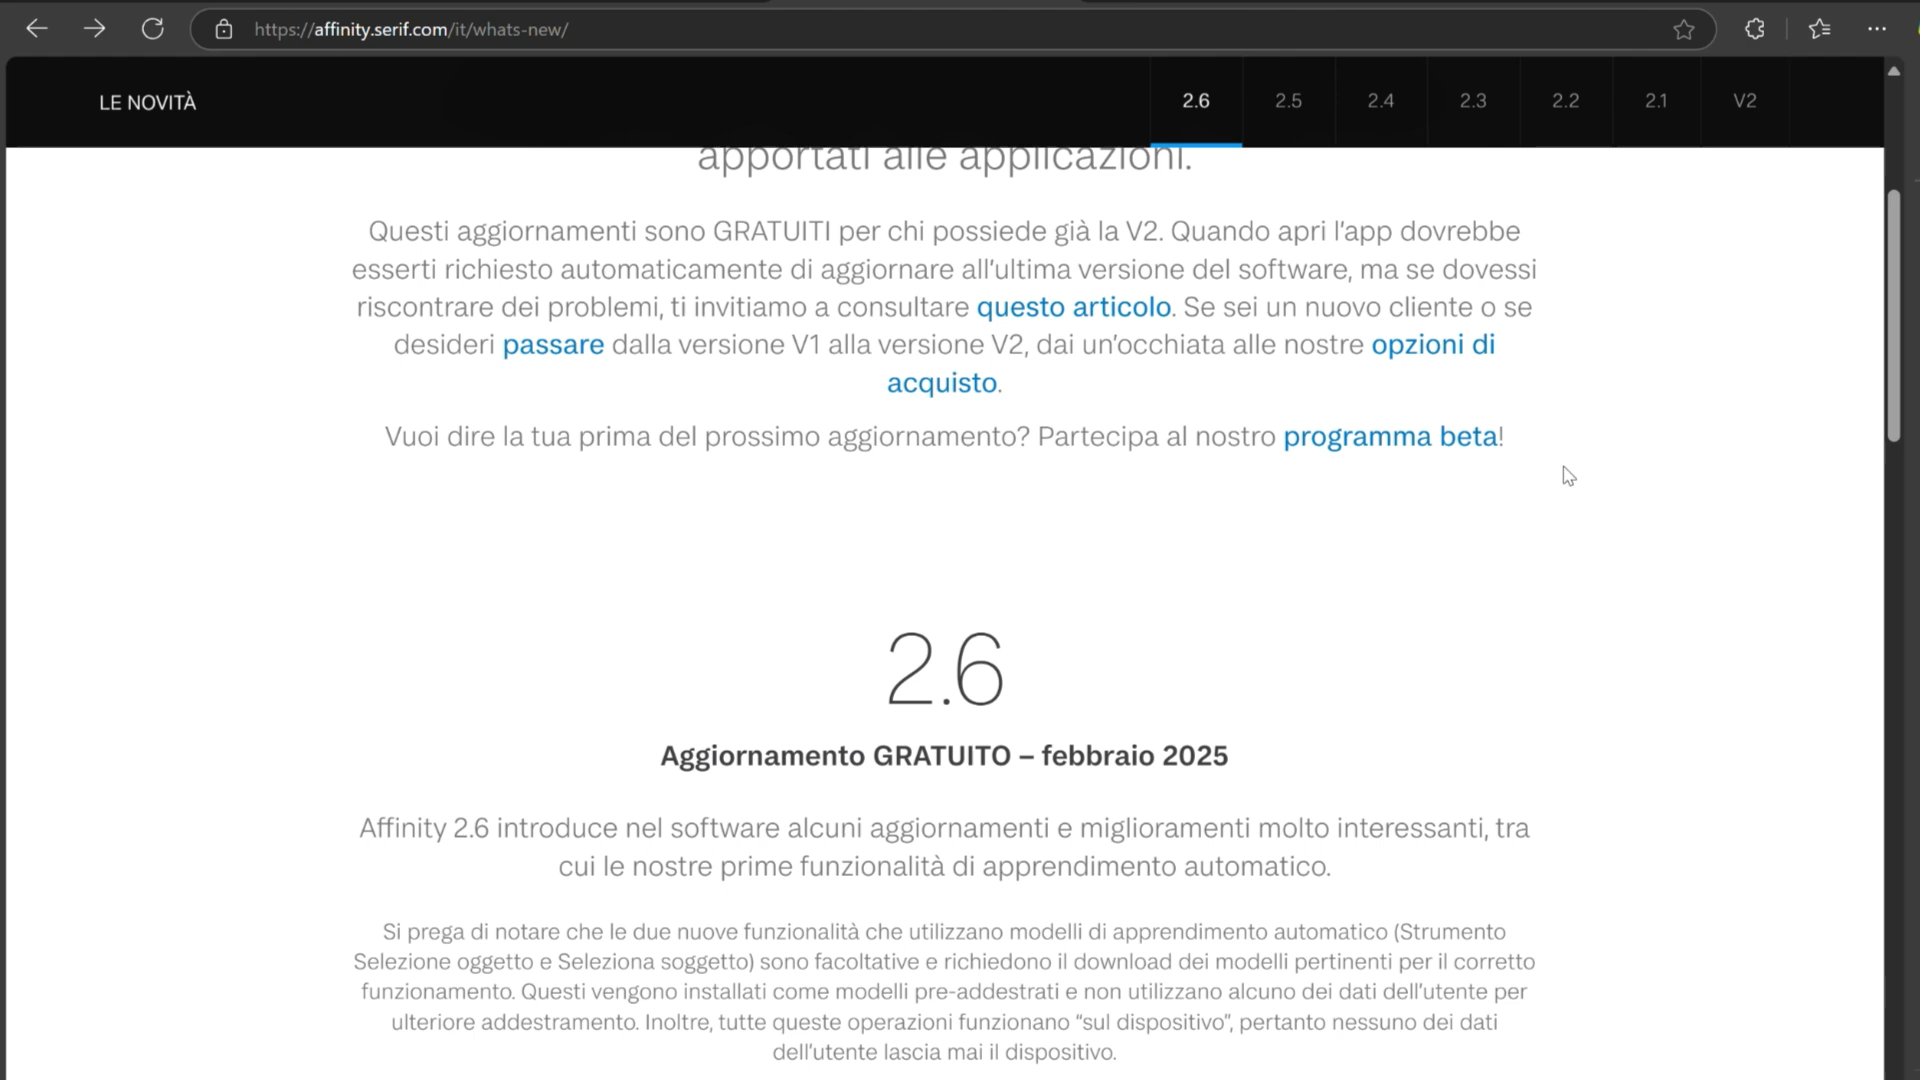 https://affinity.serif.com/it/whats-new/
LE NOVITÀ
2.6
2.5
2.4
2.3
2.2
2.1
V2
apportati alle applicazioni.
Questi aggiornamenti sono GRATUITI per chi possiede già la V2. Quando apri l’app dovrebbe
esserti richiesto automaticamente di aggiornare all’ultima versione del software, ma se dovessi
riscontrare dei problemi, ti invitiamo a consultare questo articolo. Se sei un nuovo cliente o se
desideri passare dalla versione V1 alla versione V2, dai un’occhiata alle nostre opzioni di
acquisto.
Vuoi dire la tua prima del prossimo aggiornamento? Partecipa al nostro programma beta!
2.6
Aggiornamento GRATUITO – febbraio 2025
Affinity 2.6 introduce nel software alcuni aggiornamenti e miglioramenti molto interessanti, tra
cui le nostre prime funzionalità di apprendimento automatico.
Si prega di notare che le due nuove funzionalità che utilizzano modelli di apprendimento automatico (Strumento
Selezione oggetto e Seleziona soggetto) sono facoltative e richiedono il download dei modelli pertinenti per il corretto
funzionamento. Questi vengono installati come modelli pre-addestrati e non utilizzano alcuno dei dati dell’utente per
ulteriore addestramento. Inoltre, tutte queste operazioni funzionano “sul dispositivo”, pertanto nessuno dei dati
dell’utente lascia mai il dispositivo.